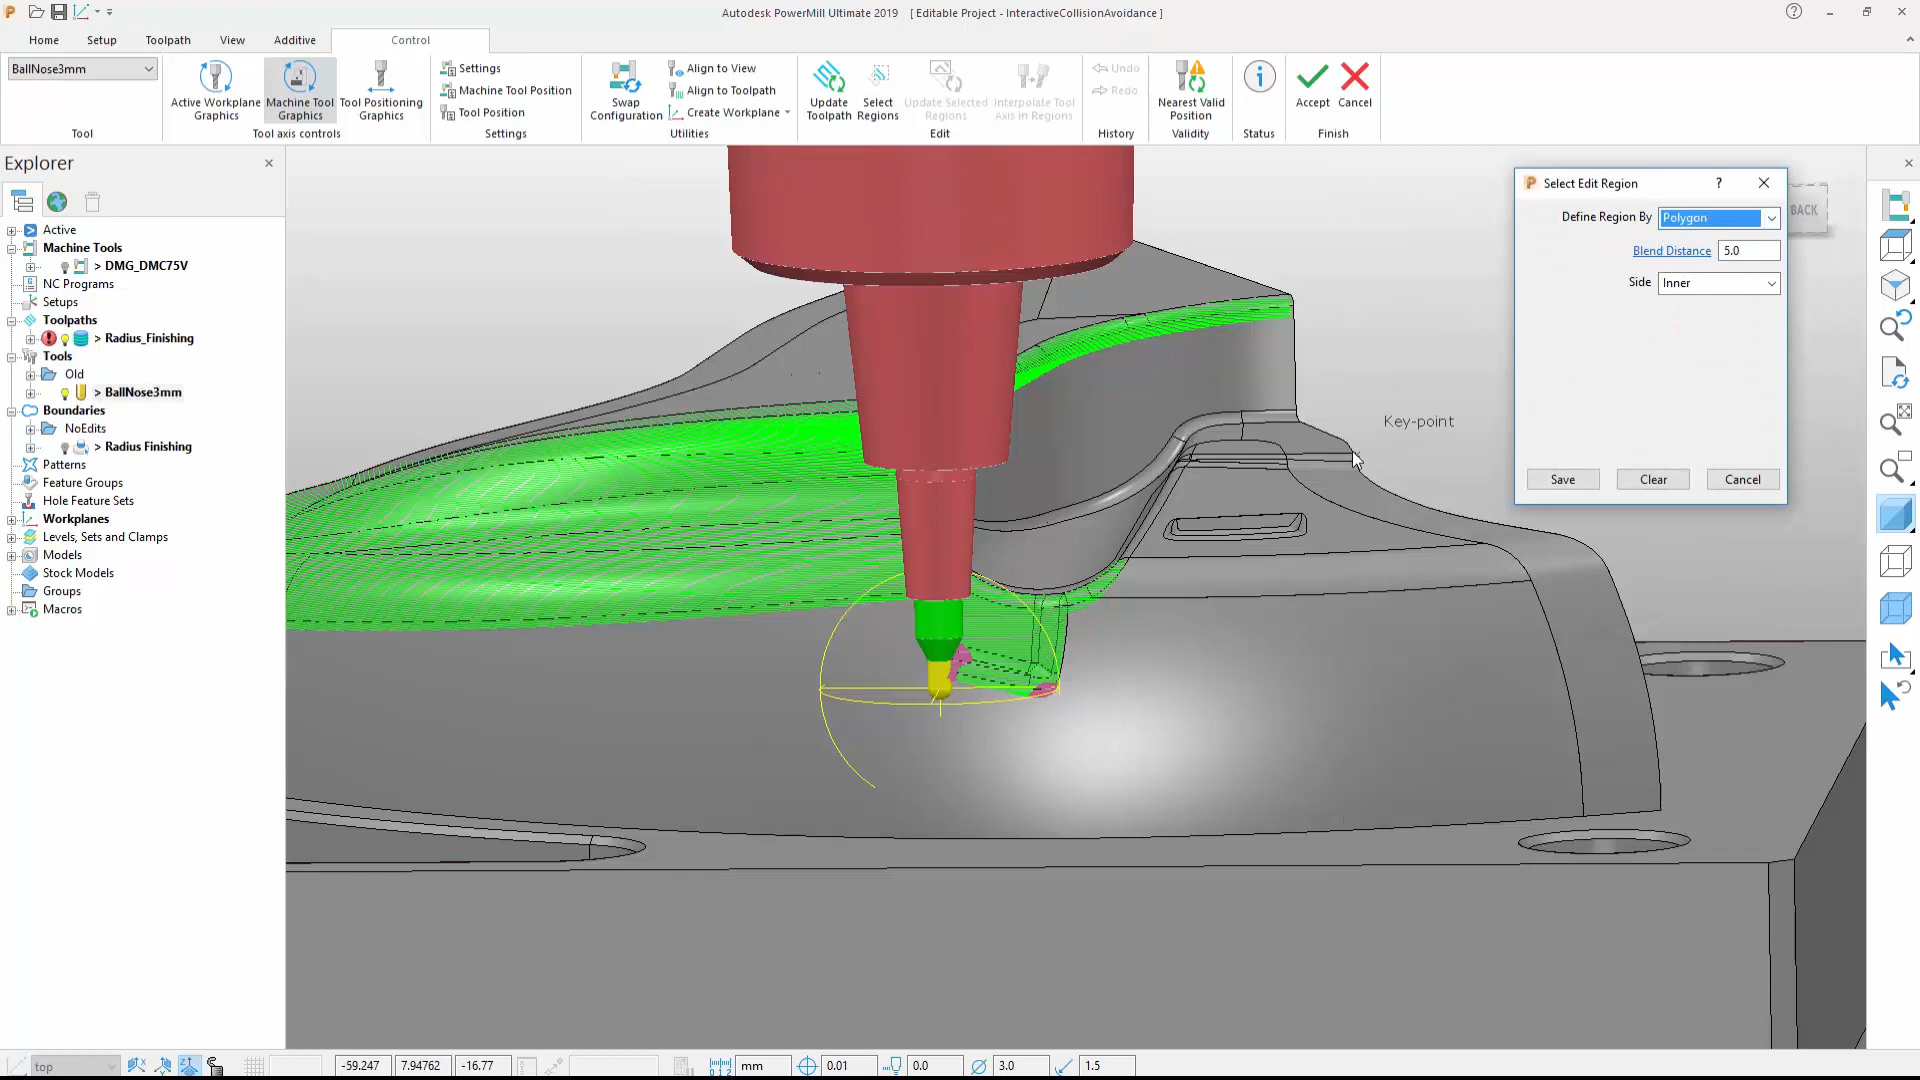 Autodesk PowerMill Ultimate 2019 [ Editable Project - InteractiveCollisionAvoidance ]
Home Setup Toolpath View Additive Control
BallNose3mm
Tool
Active Workplane Graphics
Machine Tool Graphics
Tool Positioning Graphics
Tool axis controls
Settings
Machine Tool Position
Tool Position
Settings
Swap Configuration
Align to View
Align to Toolpath
Create Workplane
Utilities
Update Toolpath
Select Regions
Update Selected Regions
Interpolate Tool Axis in Regions
Edit
Undo
Redo
History
Nearest Valid Position
Validity
Status
Accept
Cancel
Finish
Explorer
Active
Machine Tools
> DMG_DMC75V
NC Programs
Setups
Toolpaths
> Radius_Finishing
Tools
Old
> BallNose3mm
Boundaries
NoEdits
> Radius Finishing
Patterns
Feature Groups
Hole Feature Sets
Workplanes
Levels, Sets and Clamps
Models
Stock Models
Groups
Macros
Select Edit Region ?
Define Region By Polygon
Blend Distance 5.0
Side Inner
Save Clear Cancel
BACK
Key-point
top -59.247 7.94762 -16.77 mm 0.01 0.0 3.0 1.5